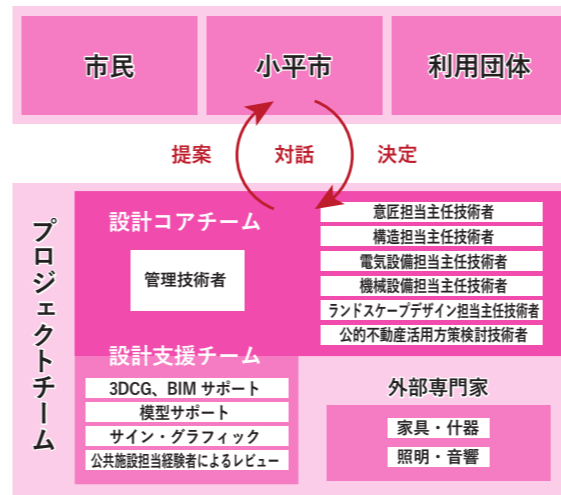 市民
小平市
利用団体
提案
対話
決定
プロジェクトチーム
設計コアチーム
管理技術者
意匠担当主任技術者
構造担当主任技術者
電気設備担当主任技術者
機械設備担当主任技術者
ランドスケープデザイン担当主任技術者
公的不動産活用方策検討技術者
設計支援チーム
3DCG、BIM サポート
模型サポート
サイン・グラフィック
公共施設担当経験者によるレビュー
外部専門家
家具・什器
照明・音響